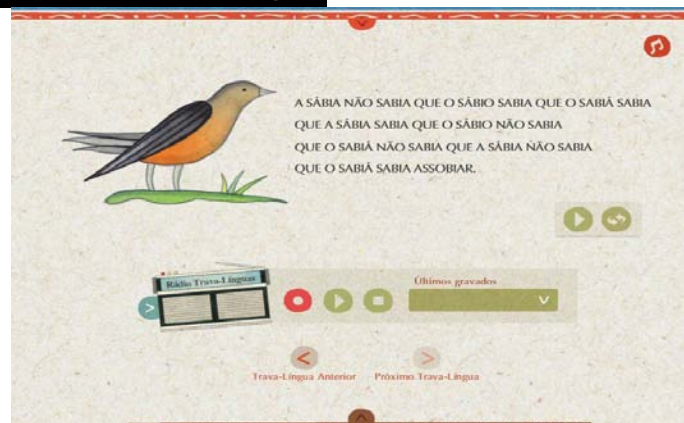 A SÁBIA NÃO SABIA QUE O SÁBIO SABIA QUE O SABIÁ SABIA
QUE A SÁBIA SABIA QUE O SÁBIO NÃO SABIA
QUE O SABIÁ NÃO SABIA QUE A SÁBIA NÃO SABIA
QUE O SABIÁ SABIA ASSOBIAR.
Rádio Trava-Línguas
Últimos gravados
Trava-Língua Anterior Próximo Trava-Língua